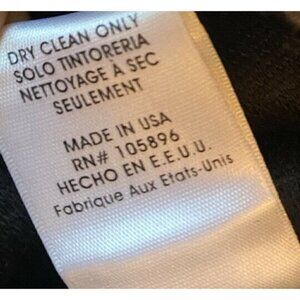 DRY CLEAN ONLY
SOLO TINTORERIA
NETTOYAGE À SEC
SEULEMENT
MADE IN USA
RN# 105896
HECHO EN E.E.U.U.
Fabrique Aux Etats-Unis